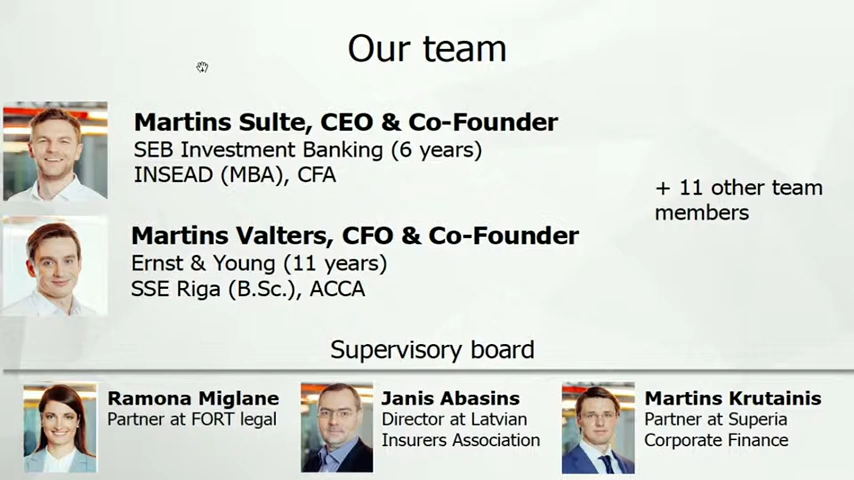 Our team
Martins Sulte, CEO & Co-Founder
SEB Investment Banking (6 years)
INSEAD (MBA), CFA
+ 11 other team
members
Martins Valters, CFO & Co-Founder
Ernst & Young (11 years)
SSE Riga (B.Sc.), ACCA
Supervisory board
Ramona Miglane
Partner at FORT legal
Janis Abasins
Director at Latvian
Insurers Association
Martins Krutainis
Partner at Superia
Corporate Finance